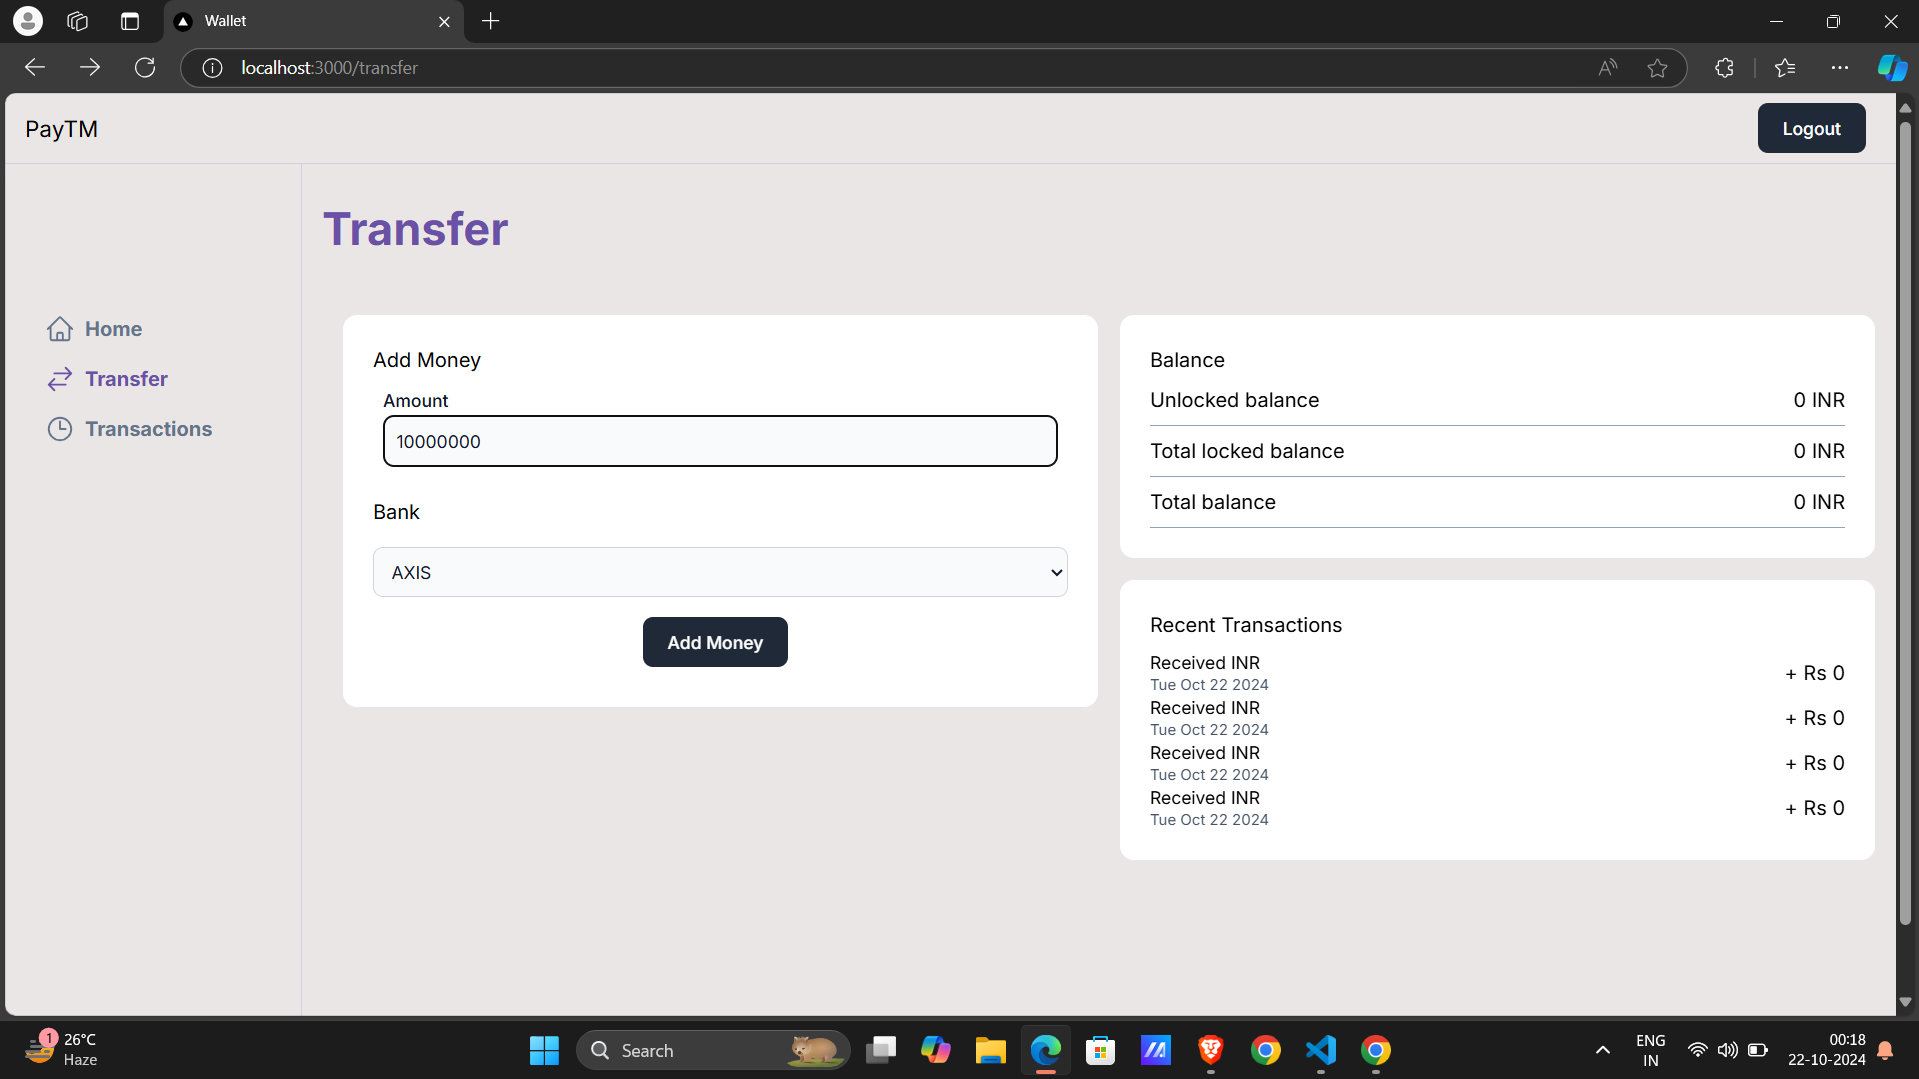 Wallet
localhost:3000/transfer
PayTM
Logout
Transfer
Home
Transfer
Transactions
Add Money
Amount
10000000
Bank
AXIS
Add Money
Balance
Unlocked balance 0 INR
Total locked balance 0 INR
Total balance 0 INR
Recent Transactions
Received INR
Tue Oct 22 2024
+ Rs 0
Received INR
Tue Oct 22 2024
+ Rs 0
Received INR
Tue Oct 22 2024
+ Rs 0
Received INR
Tue Oct 22 2024
+ Rs 0
1
26°C
Haze
Search
ENG
IN
00:18
22-10-2024